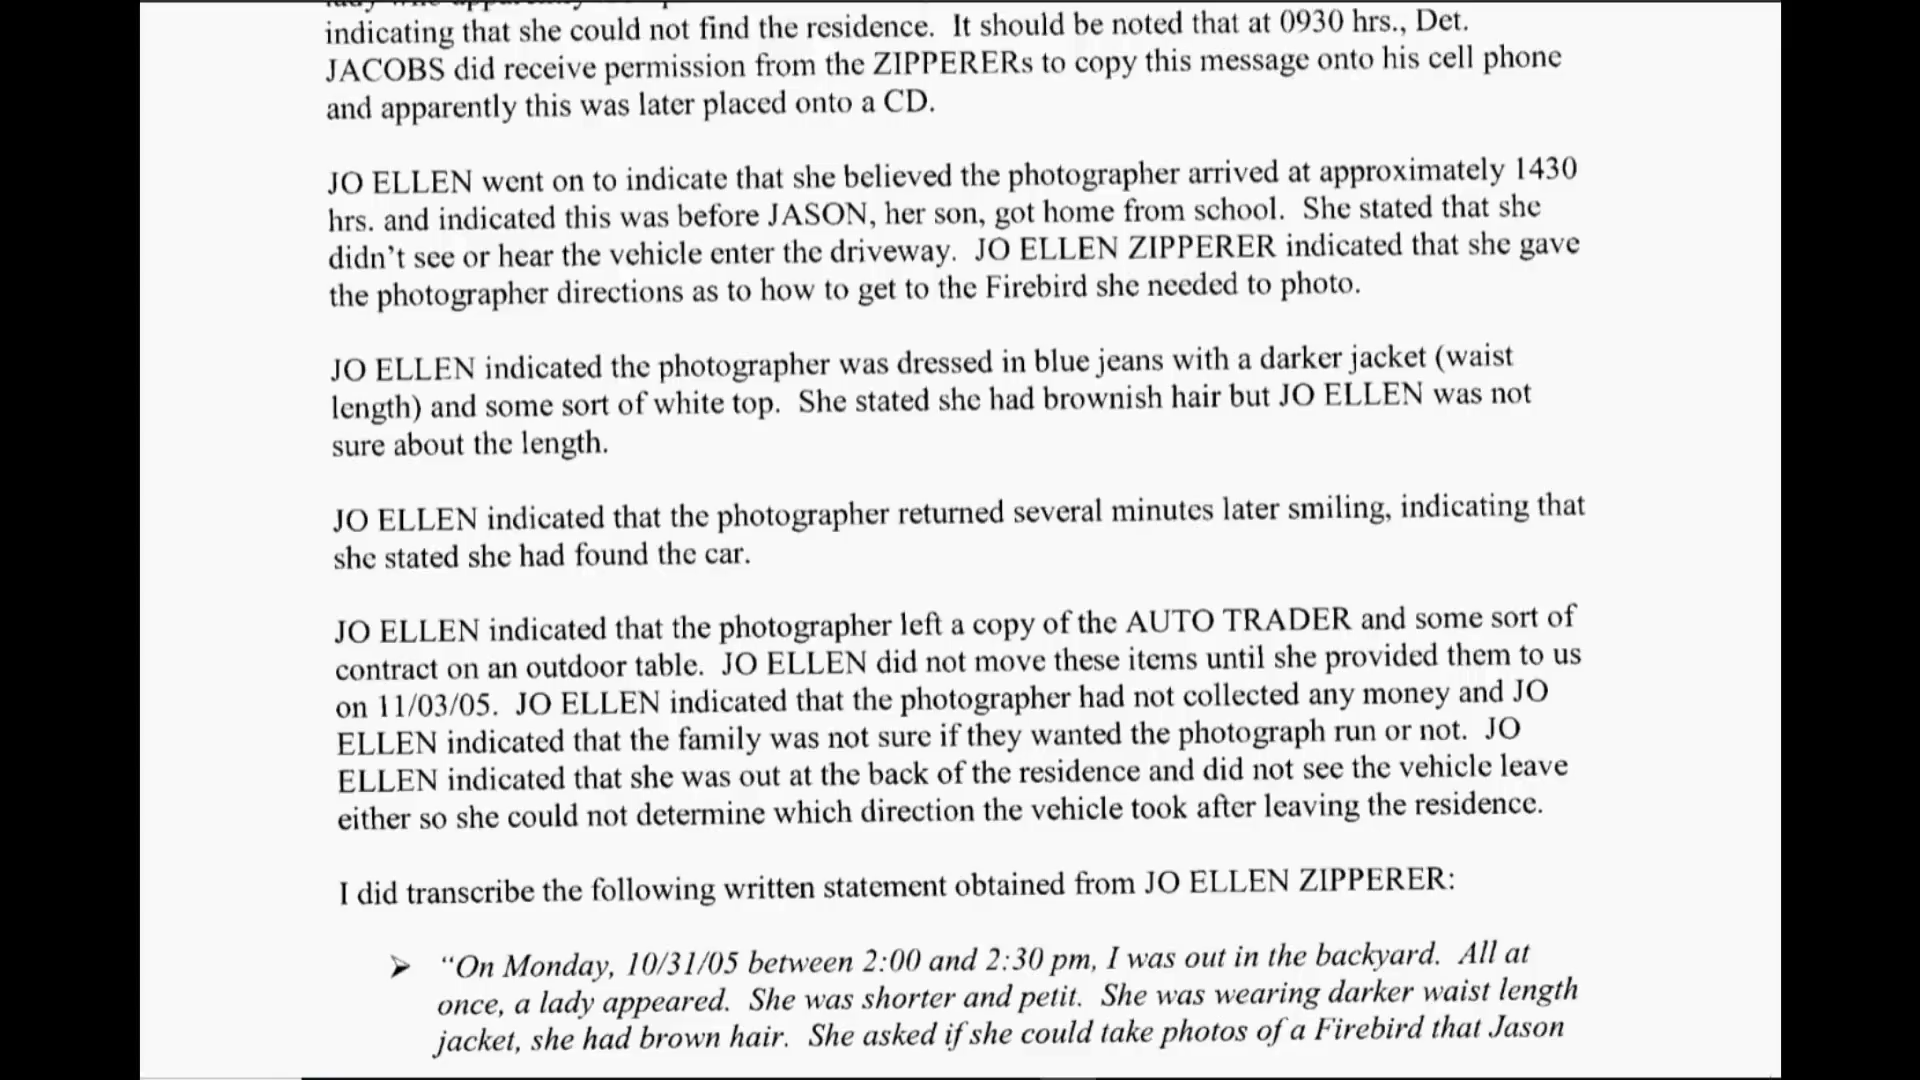 indicating that she could not find the residence. It should be noted that at 0930 hrs., Det.
JACOBS did receive permission from the ZIPPERERs to copy this message onto his cell phone
and apparently this was later placed onto a CD.
JO ELLEN went on to indicate that she believed the photographer arrived at approximately 1430
hrs. and indicated this was before JASON, her son, got home from school. She stated that she
didn't see or hear the vehicle enter the driveway. JO ELLEN ZIPPERER indicated that she gave
the photographer directions as to how to get to the Firebird she needed to photo.
JO ELLEN indicated the photographer was dressed in blue jeans with a darker jacket (waist
length) and some sort of white top. She stated she had brownish hair but JO ELLEN was not
sure about the length.
JO ELLEN indicated that the photographer returned several minutes later smiling, indicating that
she stated she had found the car.
JO ELLEN indicated that the photographer left a copy of the AUTO TRADER and some sort of
contract on an outdoor table. JO ELLEN did not move these items until she provided them to us
on 11/03/05. JO ELLEN indicated that the photographer had not collected any money and JO
ELLEN indicated that the family was not sure if they wanted the photograph run or not. JO
ELLEN indicated that she was out at the back of the residence and did not see the vehicle leave
either so she could not determine which direction the vehicle took after leaving the residence.
I did transcribe the following written statement obtained from JO ELLEN ZIPPERER:
➢ "On Monday, 10/31/05 between 2:00 and 2:30 pm, I was out in the backyard. All at
once, a lady appeared. She was shorter and petit. She was wearing darker waist length
jacket, she had brown hair. She asked if she could take photos of a Firebird that Jason